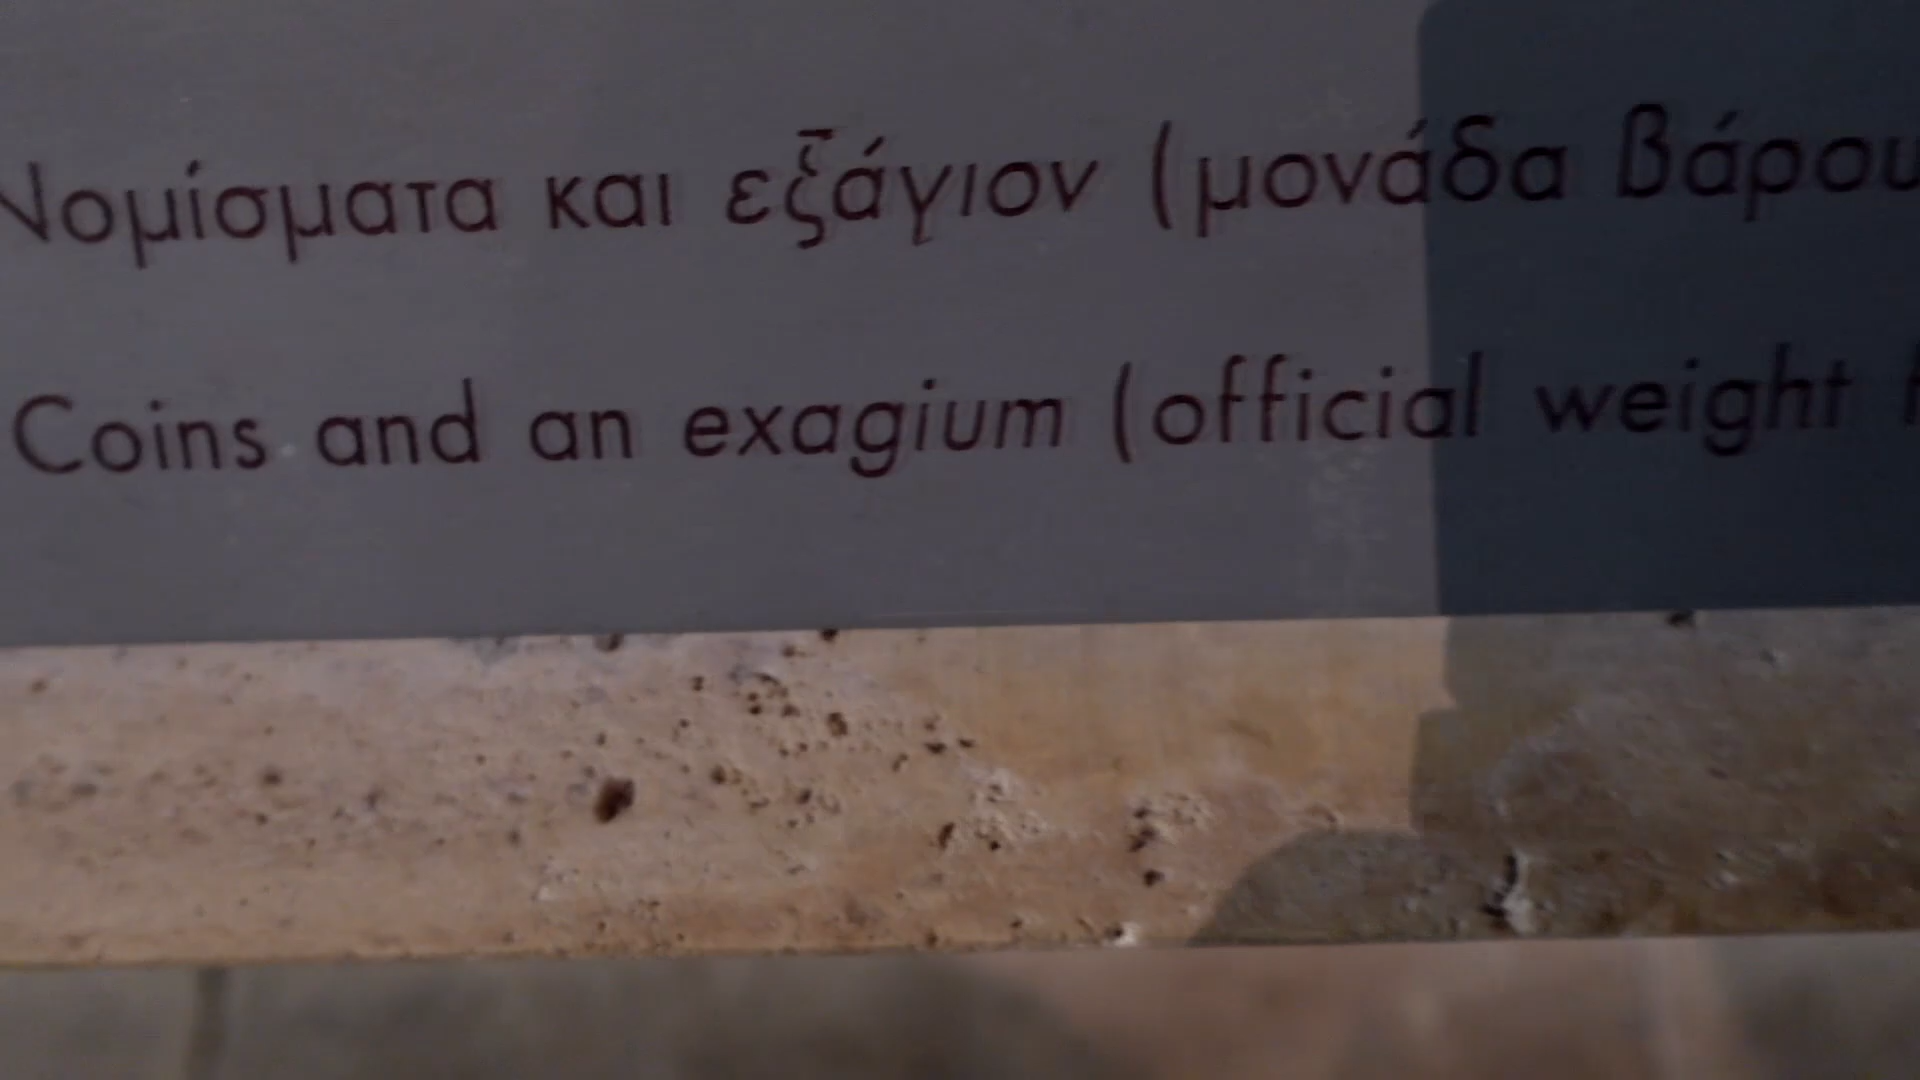 Νομίσματα και εξάγιον (μονάδα βάρου
Coins and an exagium (official weight